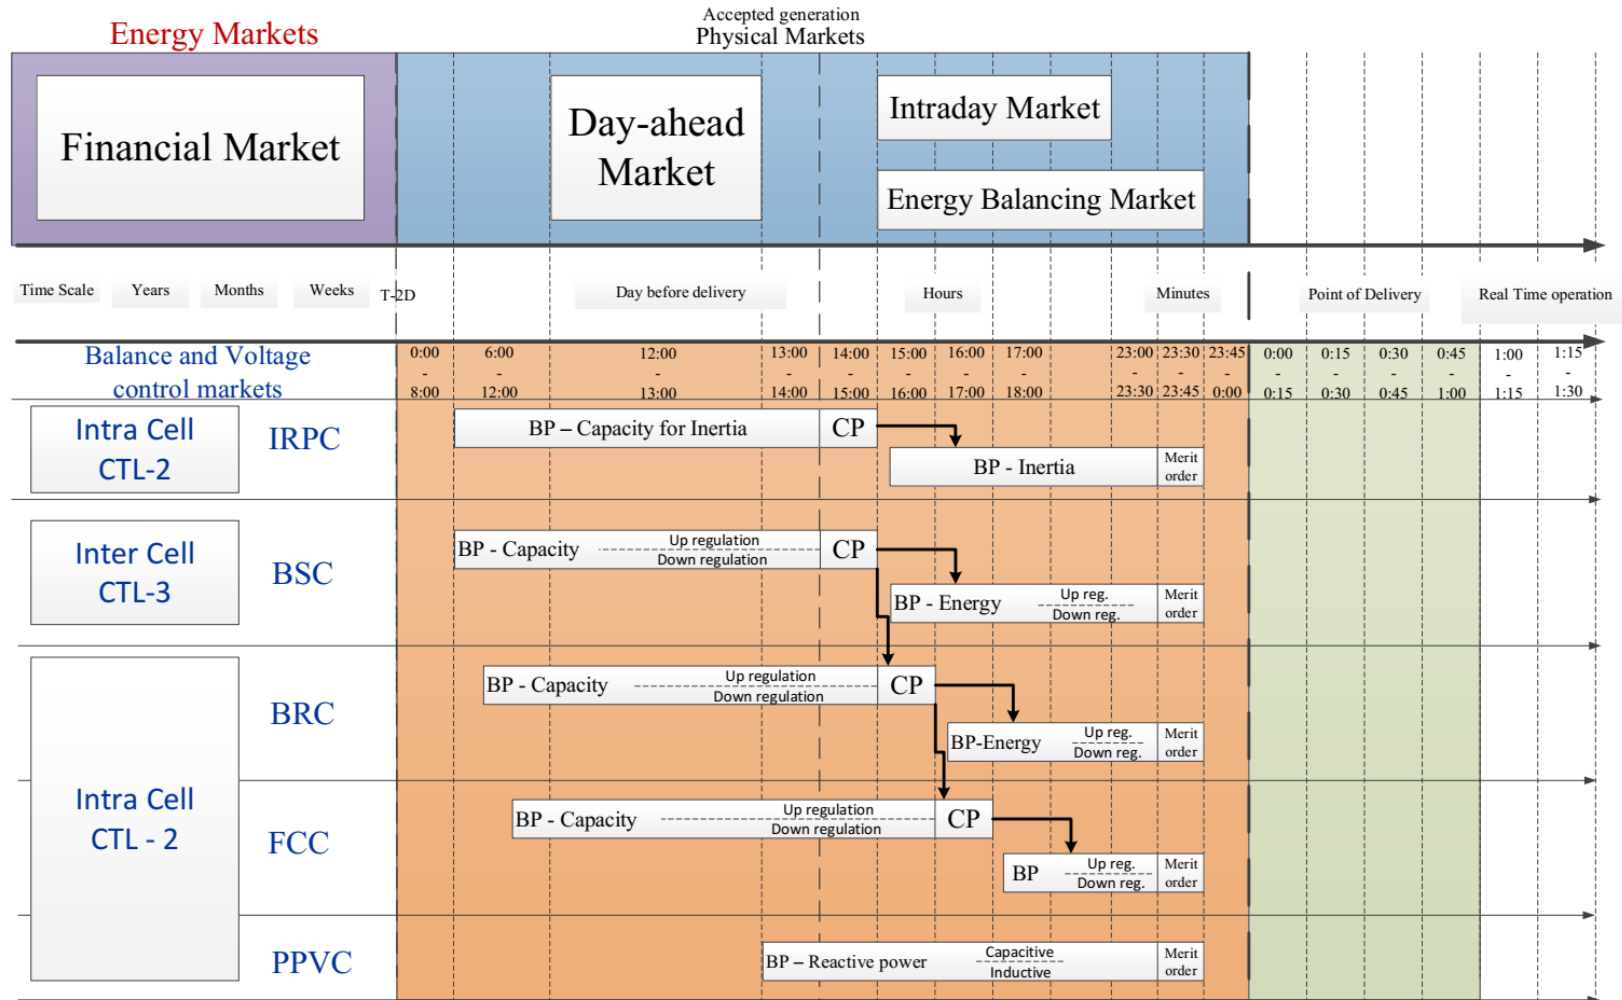 Accepted generation
Energy Markets
Physical Markets
Financial Market
Day-ahead
Market
Intraday Market
Energy Balancing Market
Time Scale
Years
Months
Weeks
T-2D
Day before delivery
Hours
Minutes
Point of Delivery
Real Time operation
Balance and Voltage
control markets
0:00
-
8:00
6:00
-
12:00
12:00
-
13:00
13:00
-
14:00
14:00
-
15:00
15:00
-
16:00
16:00
-
17:00
17:00
-
18:00
23:00
-
23:30
23:30
-
23:45
23:45
-
0:00
0:00
-
0:15
0:15
-
0:30
0:30
-
0:45
0:45
-
1:00
1:00
-
1:15
1:15
-
1:30
Intra Cell
CTL-2
IRPC
BP – Capacity for Inertia
CP
BP - Inertia
Merit
order
Inter Cell
CTL-3
BSC
BP - Capacity
Up regulation
Down regulation
CP
BP - Energy
Up reg.
Down reg.
Merit
order
Intra Cell
CTL - 2
BRC
BP - Capacity
Up regulation
Down regulation
CP
BP-Energy
Up reg.
Down reg.
Merit
order
FCC
BP - Capacity
Up regulation
Down regulation
CP
BP
Up reg.
Down reg.
Merit
order
PPVC
BP – Reactive power
Capacitive
Inductive
Merit
order